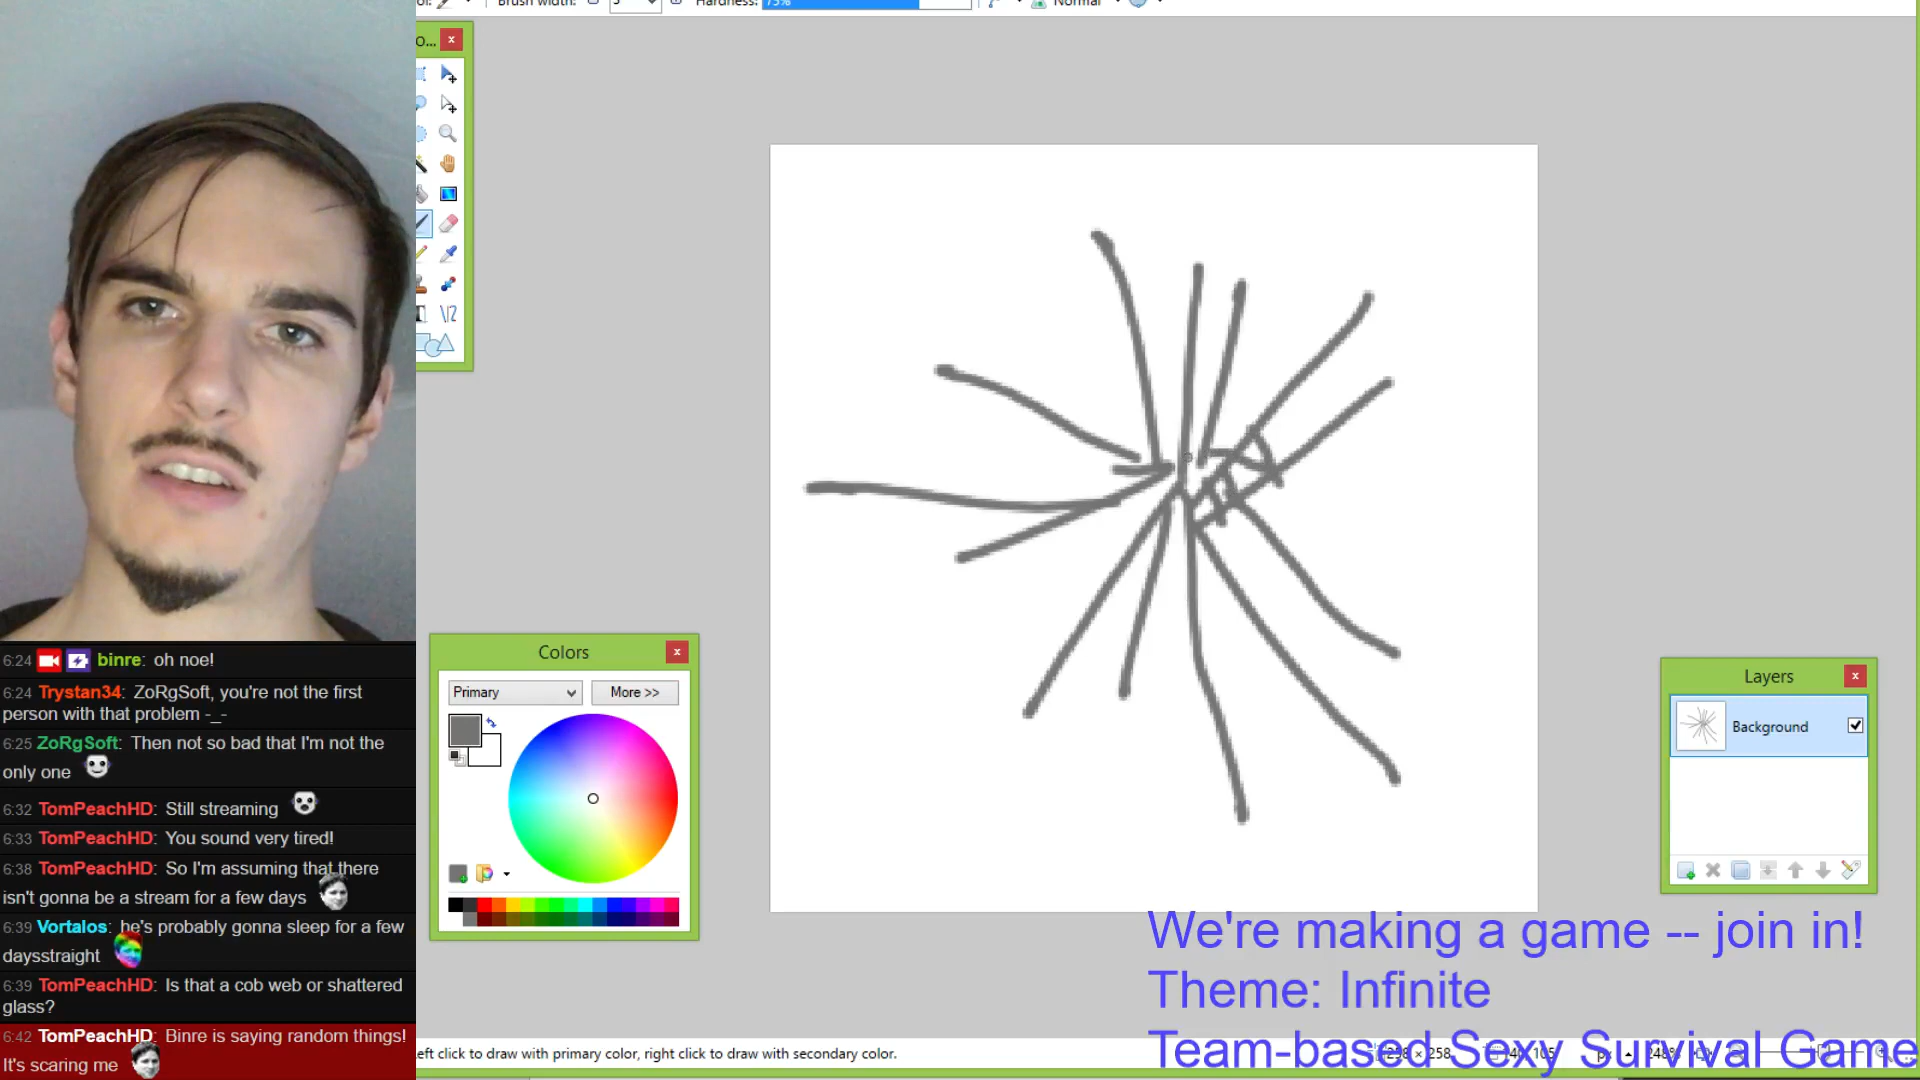 Brush width:
Hardness: 75%
Normal
o...
Colors
Primary
More >>
Layers
Background
6:24 binre: oh noe!
6:24 Trystan34: ZoRgSoft, you're not the first
person with that problem -_-
6:25 ZoRgSoft: Then not so bad that I'm not the
only one
6:32 TomPeachHD: Still streaming
6:33 TomPeachHD: You sound very tired!
6:38 TomPeachHD: So I'm assuming that there
isn't gonna be a stream for a few days
6:39 Vortalos: he's probably gonna sleep for a few
daysstraight
6:39 TomPeachHD: Is that a cob web or shattered
glass?
6:42 TomPeachHD: Binre is saying random things!
It's scaring me
We're making a game -- join in!
Theme: Infinite
Team-based Sexy Survival Game
Left click to draw with primary color, right click to draw with secondary color.